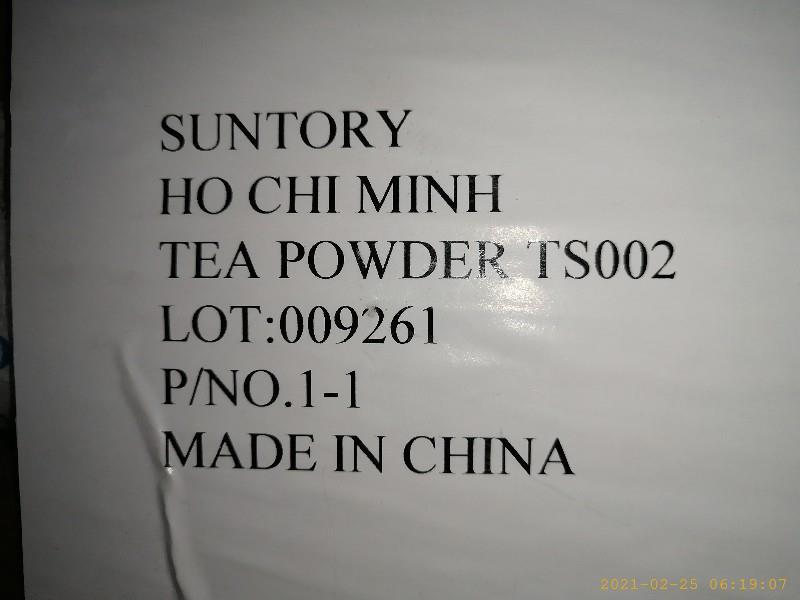 SUNTORY
HO CHI MINH
TEA POWDER TS002
LOT:009261
P/NO.1-1
MADE IN CHINA
2021-02-25 06:19:07